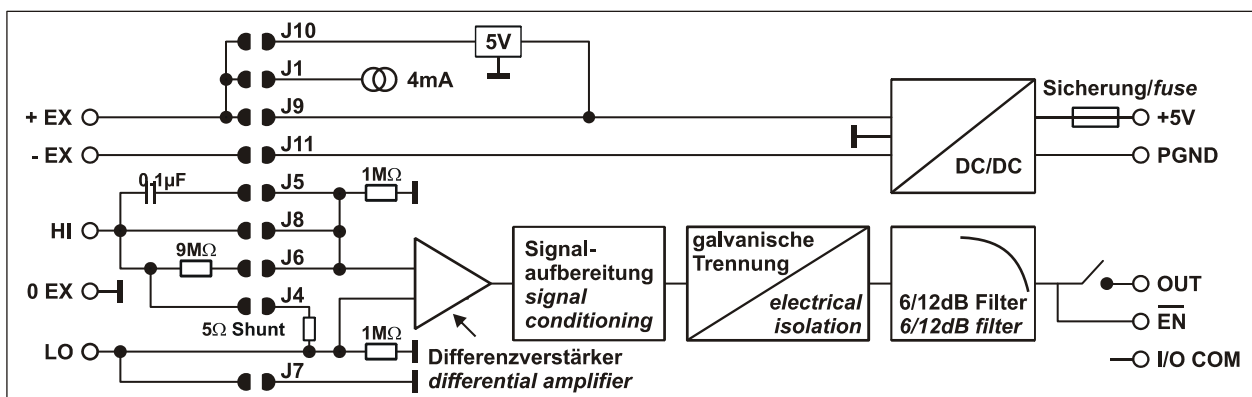 J10
5V
J1
4mA
Sicherung/fuse
+ EX
J9
+5V
- EX
J11
DC/DC
PGND
0.1µF
J5
1MΩ
HI
J8
9MΩ
J6
Signal-
aufbereitung
signal
conditioning
galvanische
Trennung
electrical
isolation
6/12dB Filter
6/12dB filter
OUT
0 EX
J4
5Ω Shunt
EN
1MΩ
LO
Differenzverstärker
differential amplifier
I/O COM
J7